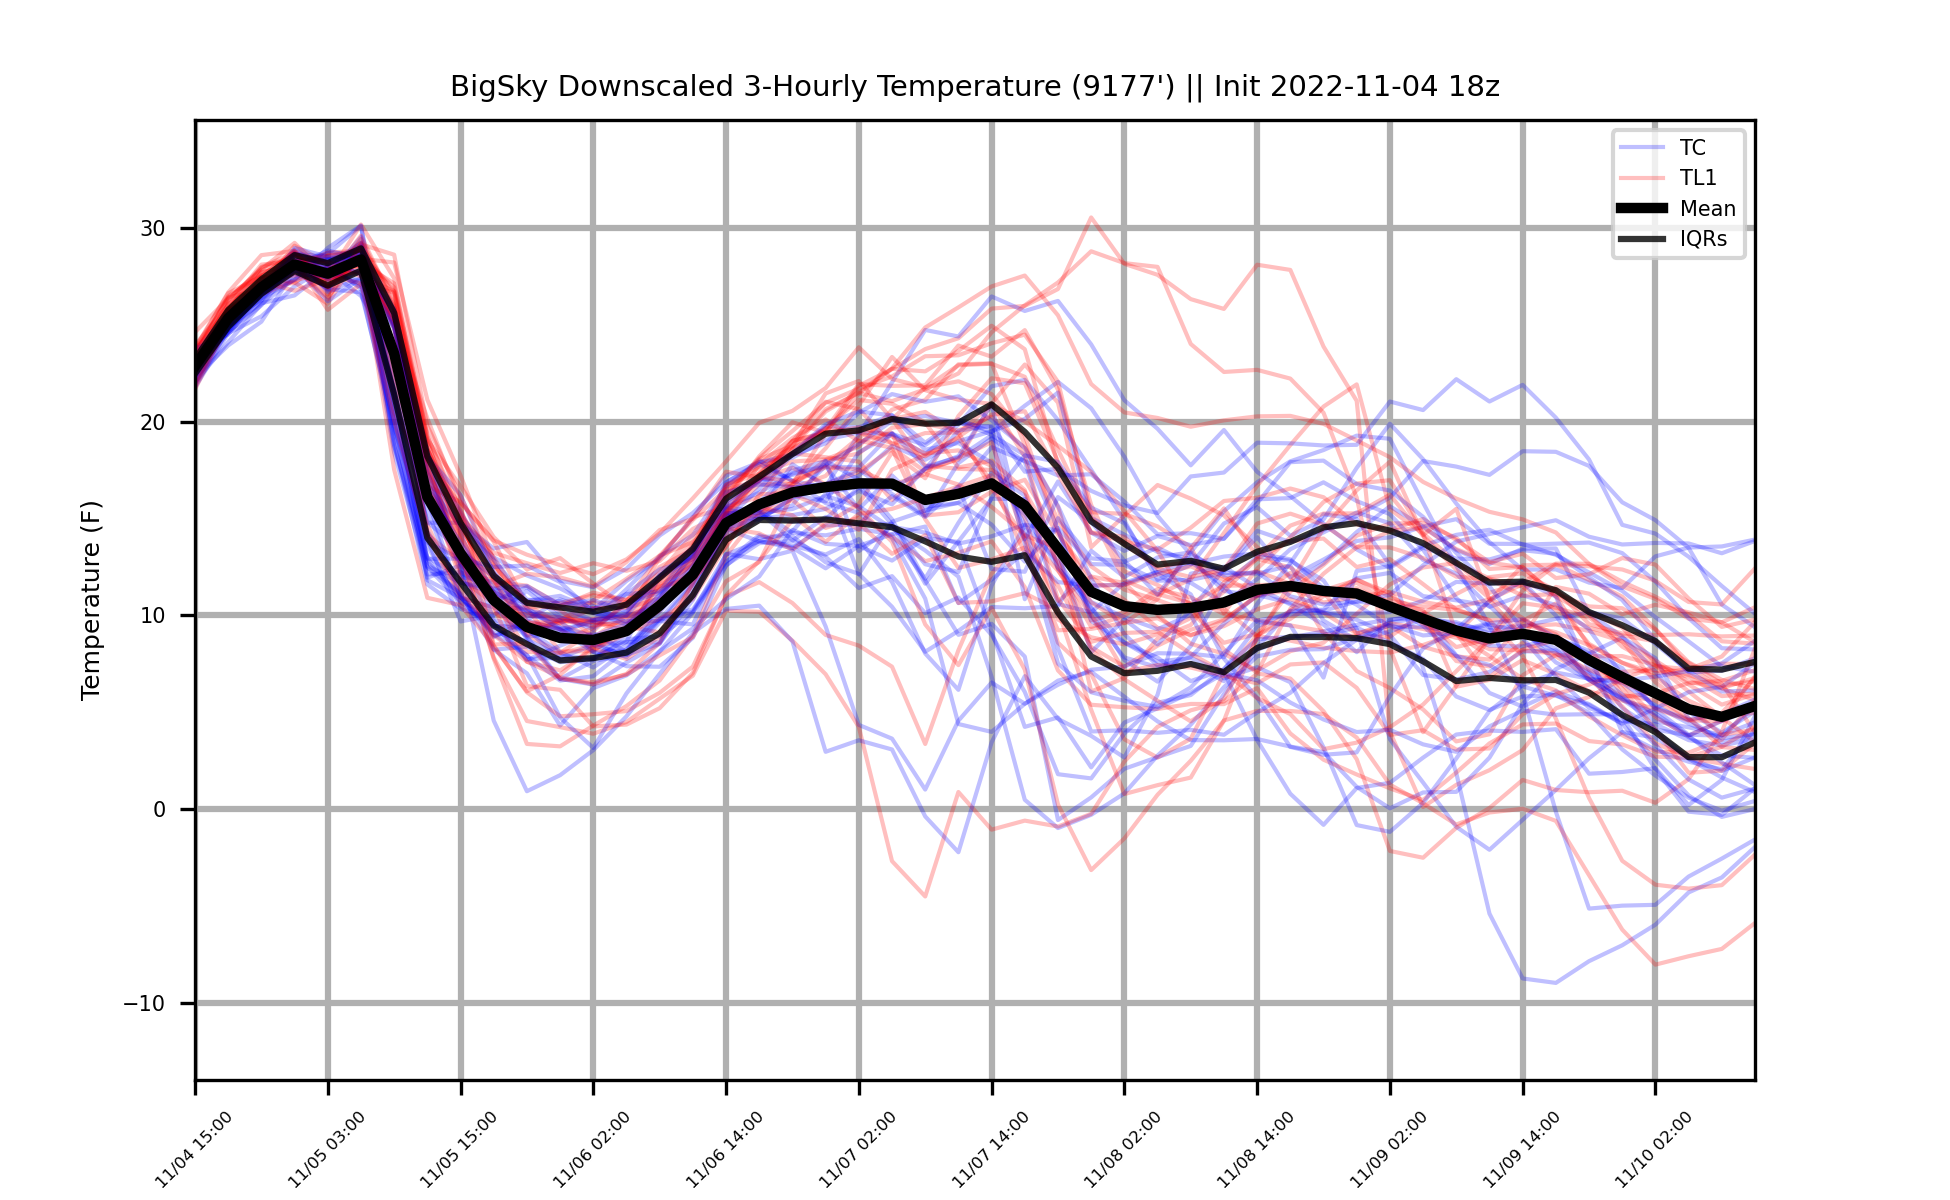 BigSky Downscaled 3-Hourly Temperature (9177') || Init 2022-11-04 18z
TC
TL1
Mean
IQRs
Temperature (F)
30
20
10
0
−10
11/04 15:00
11/05 03:00
11/05 15:00
11/06 02:00
11/06 14:00
11/07 02:00
11/07 14:00
11/08 02:00
11/08 14:00
11/09 02:00
11/09 14:00
11/10 02:00